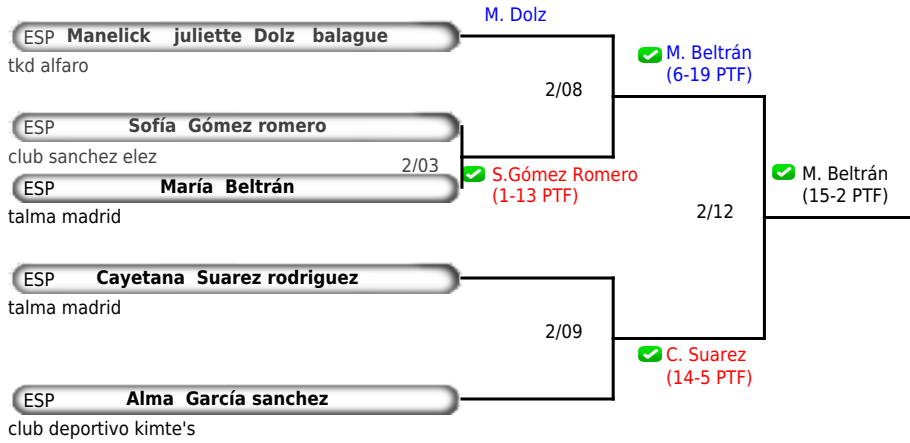 M. Dolz
ESP Manelick juliette Dolz balague
tkd alfaro
M. Beltrán
(6-19 PTF)
2/08
ESP Sofía Gómez romero
club sanchez elez
2/03
S.Gómez Romero
(1-13 PTF)
M. Beltrán
(15-2 PTF)
ESP María Beltrán
talma madrid
2/12
ESP Cayetana Suarez rodriguez
talma madrid
2/09
C. Suarez
(14-5 PTF)
ESP Alma García sanchez
club deportivo kimte's